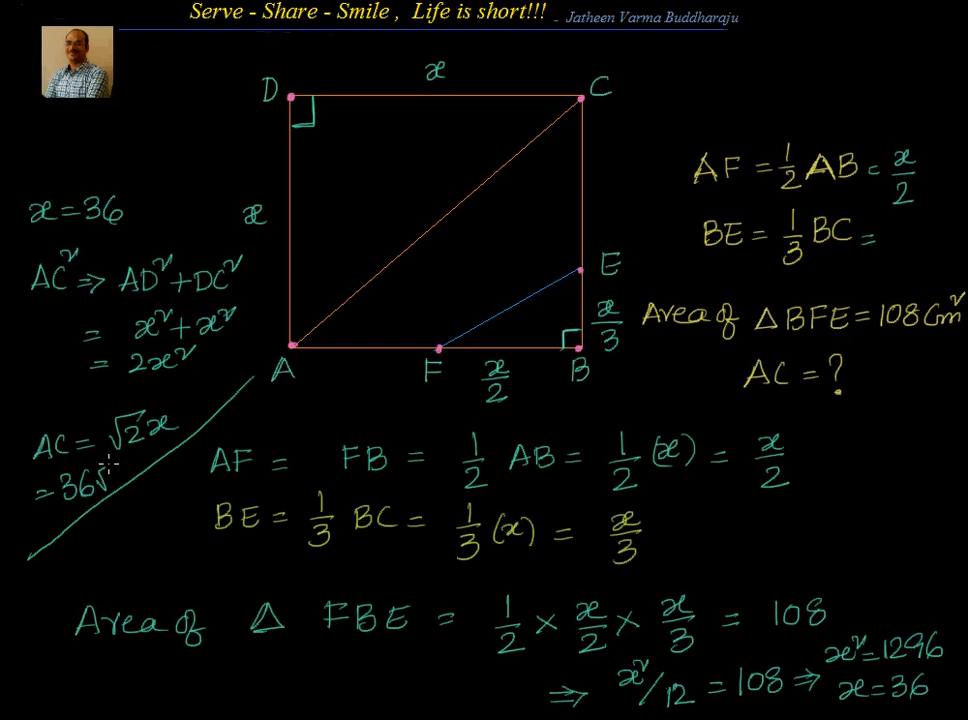 Serve - Share - Smile , Life is short!!! - Jatheen Varma Buddharaju
x
D
C
AF = 1/2 AB = x/2
x = 36
x
BE = 1/3 BC =
AC² ⇒ AD² + DC²
E
= x² + x²
x/3
Area of △ BFE = 108 Cm²
= 2x²
A
F
x/2
B
AC = ?
AC = √2 x
AF = FB = 1/2 AB = 1/2 (x) = x/2
= 36√
BE = 1/3 BC = 1/3 (x) = x/3
Area of △ FBE = 1/2 × x/2 × x/3 = 108
⇒ x²/12 = 108 ⇒ x² = 1296
x = 36